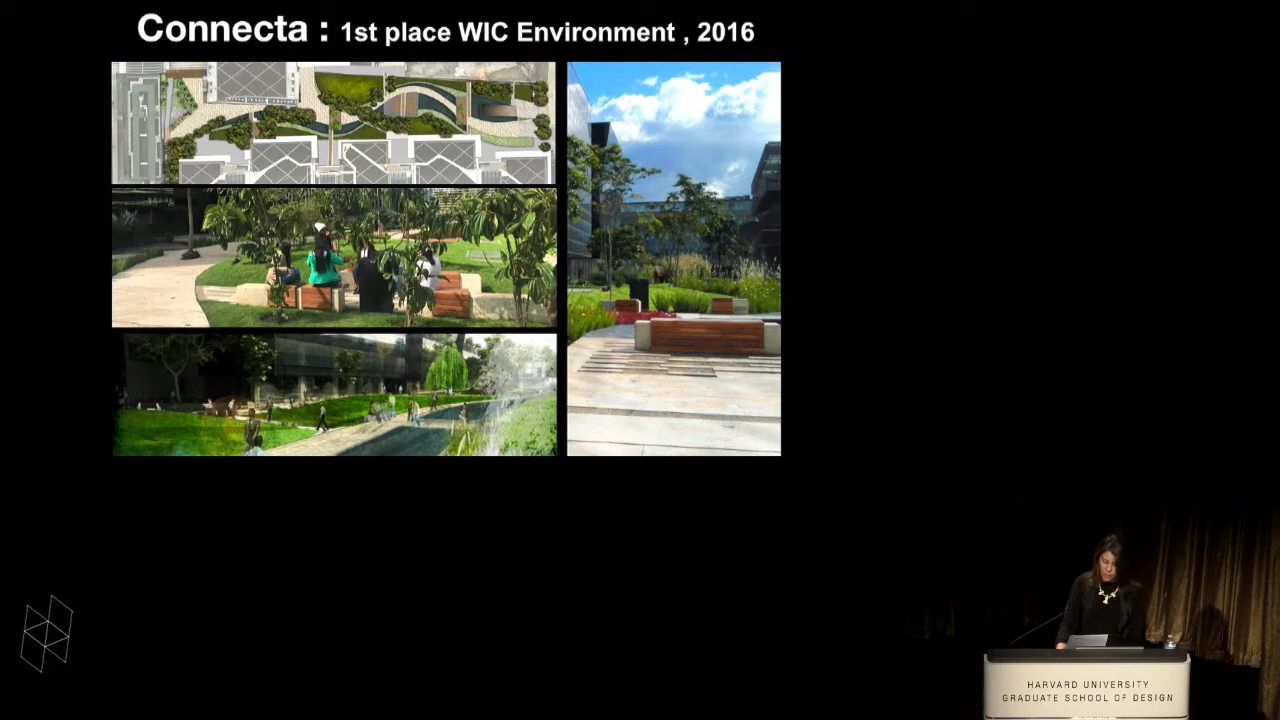 Connecta : 1st place WIC Environment , 2016
HARVARD UNIVERSITY
GRADUATE SCHOOL OF DESIGN